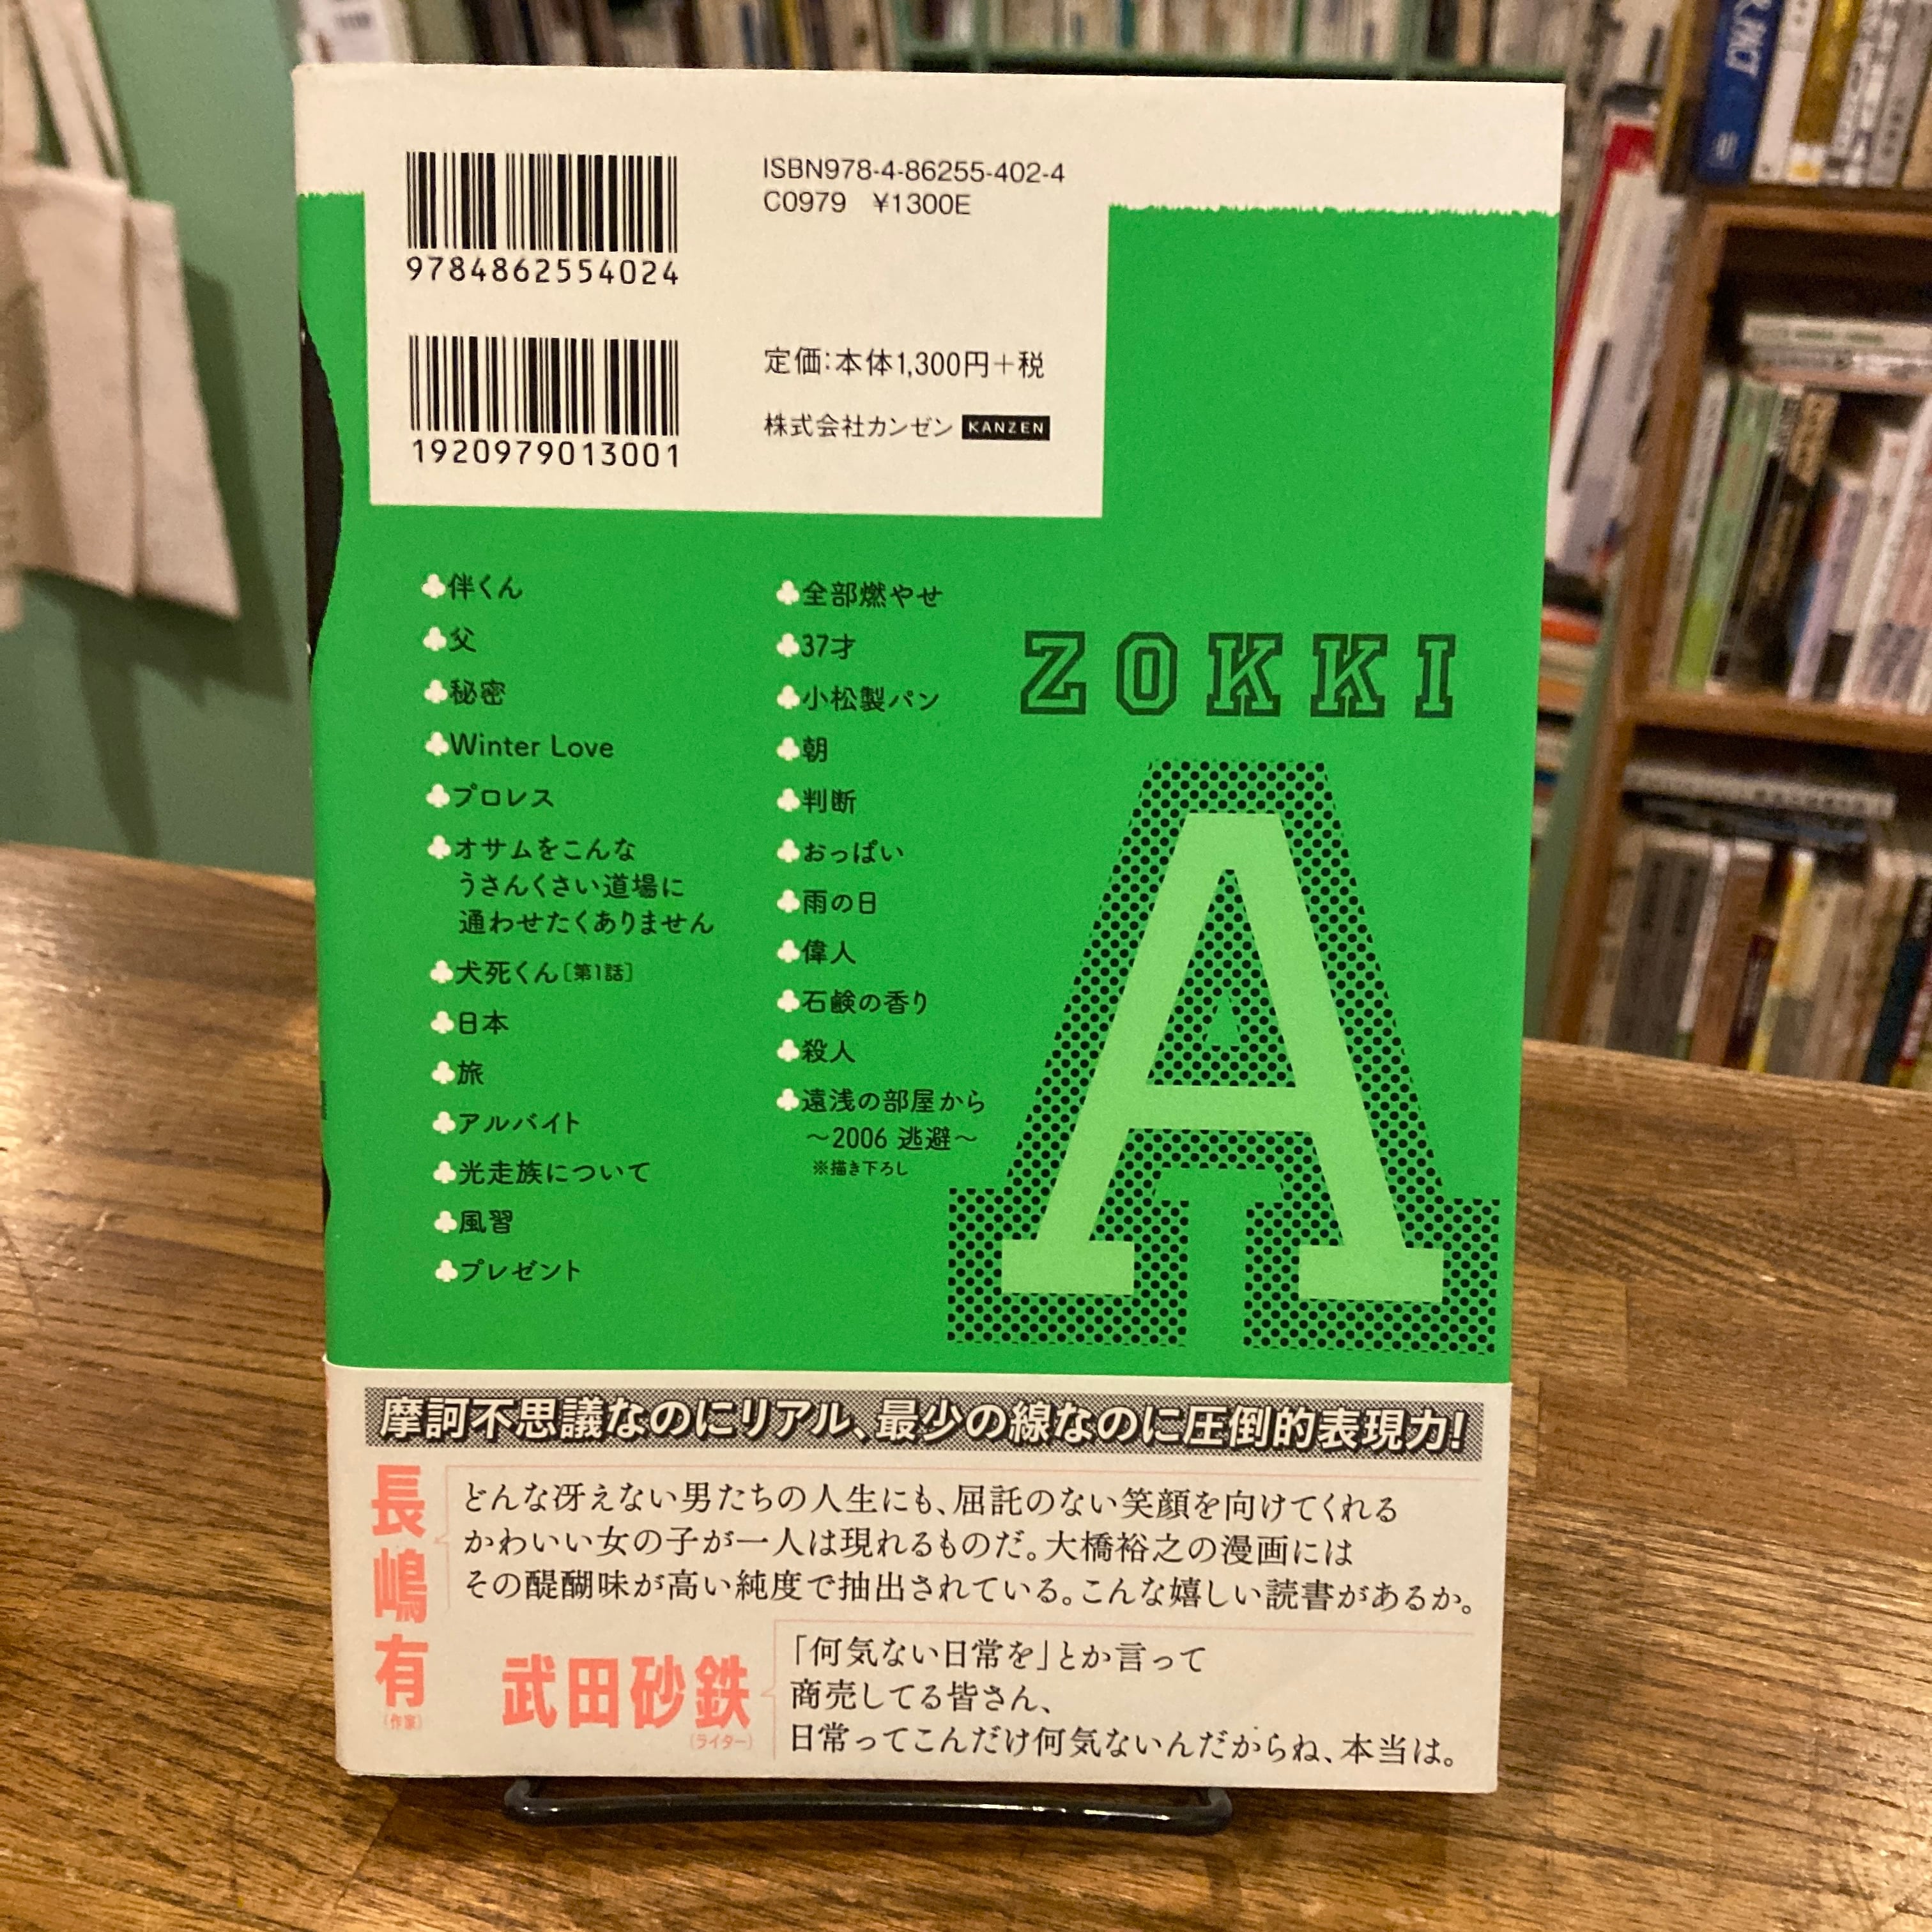 ISBN978-4-86255-402-4
C0979 ¥1300E
9784862554024
定価:本体1,300円+税
株式会社カンゼン KANZEN
1920979013001
伴くん
父
秘密
Winter Love
プロレス
オサムをこんな
うさんくさい道場に
通わせたくありません
犬死くん[第1話]
日本
旅
アルバイト
光走族について
風習
プレゼント
全部燃やせ
37才
小松製パン
朝
判断
おっぱい
雨の日
偉人
石鹸の香り
殺人
遠浅の部屋から
〜2006 逃避〜
※描き下ろし
ZOKKI
A
摩訶不思議なのにリアル、最少の線なのに圧倒的表現力!
長嶋有
(作家)
どんな冴えない男たちの人生にも、屈託のない笑顔を向けてくれる
かわいい女の子が一人は現れるものだ。大橋裕之の漫画には
その醍醐味が高い純度で抽出されている。こんな嬉しい読書があるか。
武田砂鉄
(ライター)
「何気ない日常を」とか言って
商売してる皆さん、
日常ってこんだけ何気ないんだからね、本当は。